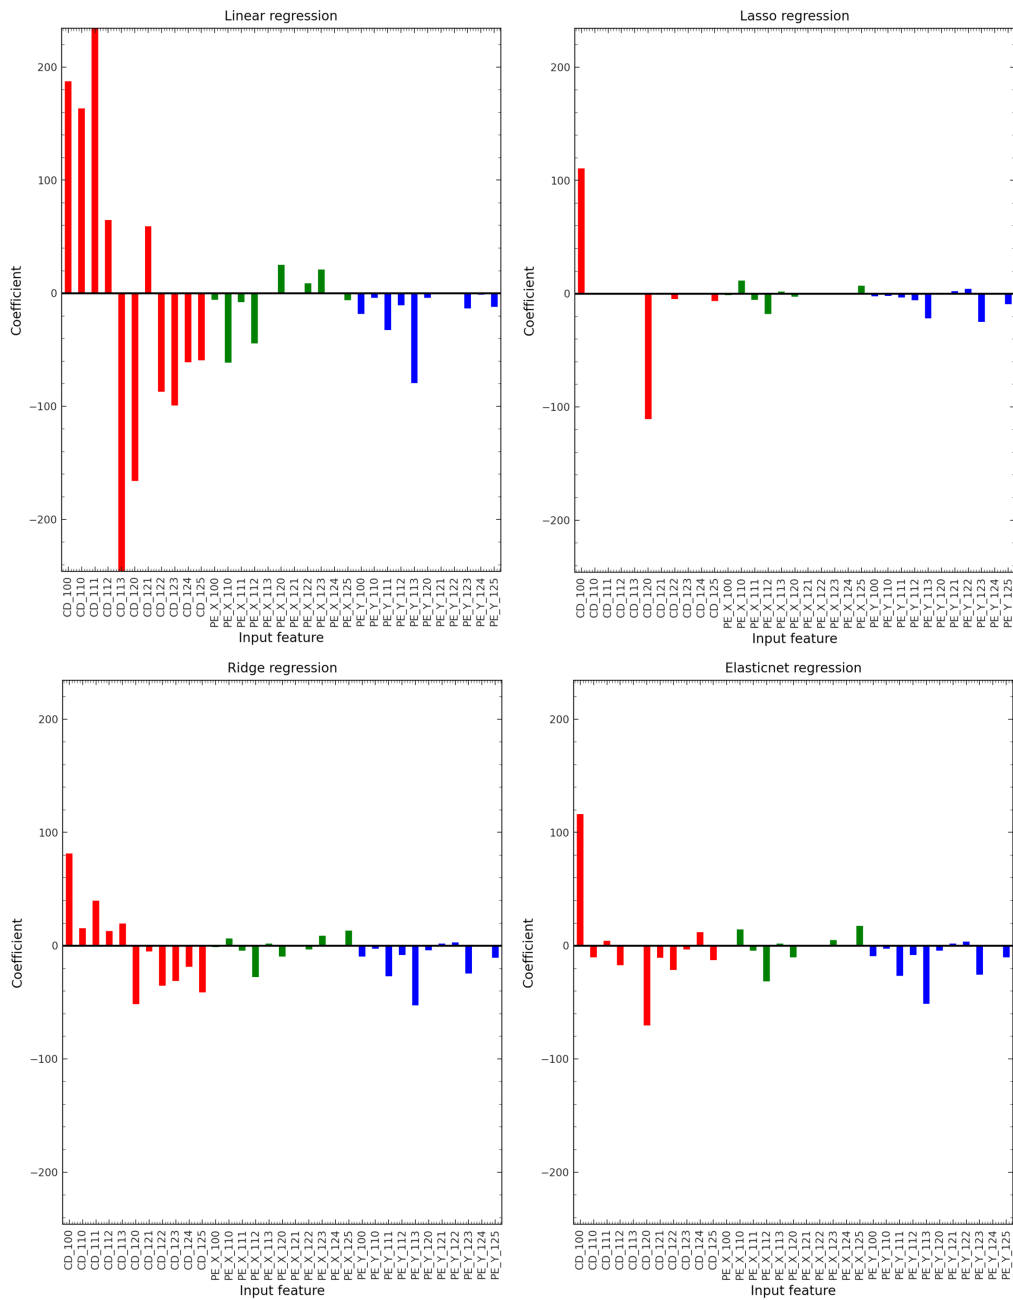 Linear regression
Coefficient
200
100
0
−100
−200
CD_100
CD_110
CD_111
CD_112
CD_113
CD_120
CD_121
CD_122
CD_123
CD_124
CD_125
PE_X_100
PE_X_110
PE_X_111
PE_X_112
PE_X_113
PE_X_120
PE_X_121
PE_X_122
PE_X_123
PE_X_124
PE_X_125
PE_Y_100
PE_Y_110
PE_Y_111
PE_Y_112
PE_Y_113
PE_Y_120
PE_Y_121
PE_Y_122
PE_Y_123
PE_Y_124
PE_Y_125
Input feature
Lasso regression
Coefficient
200
100
0
−100
−200
CD_100
CD_110
CD_111
CD_112
CD_113
CD_120
CD_121
CD_122
CD_123
CD_124
CD_125
PE_X_100
PE_X_110
PE_X_111
PE_X_112
PE_X_113
PE_X_120
PE_X_121
PE_X_122
PE_X_123
PE_X_124
PE_X_125
PE_Y_100
PE_Y_110
PE_Y_111
PE_Y_112
PE_Y_113
PE_Y_120
PE_Y_121
PE_Y_122
PE_Y_123
PE_Y_124
PE_Y_125
Input feature
Ridge regression
Coefficient
200
100
0
−100
−200
CD_100
CD_110
CD_111
CD_112
CD_113
CD_120
CD_121
CD_122
CD_123
CD_124
CD_125
PE_X_100
PE_X_110
PE_X_111
PE_X_112
PE_X_113
PE_X_120
PE_X_121
PE_X_122
PE_X_123
PE_X_124
PE_X_125
PE_Y_100
PE_Y_110
PE_Y_111
PE_Y_112
PE_Y_113
PE_Y_120
PE_Y_121
PE_Y_122
PE_Y_123
PE_Y_124
PE_Y_125
Input feature
Elasticnet regression
Coefficient
200
100
0
−100
−200
CD_100
CD_110
CD_111
CD_112
CD_113
CD_120
CD_121
CD_122
CD_123
CD_124
CD_125
PE_X_100
PE_X_110
PE_X_111
PE_X_112
PE_X_113
PE_X_120
PE_X_121
PE_X_122
PE_X_123
PE_X_124
PE_X_125
PE_Y_100
PE_Y_110
PE_Y_111
PE_Y_112
PE_Y_113
PE_Y_120
PE_Y_121
PE_Y_122
PE_Y_123
PE_Y_124
PE_Y_125
Input feature